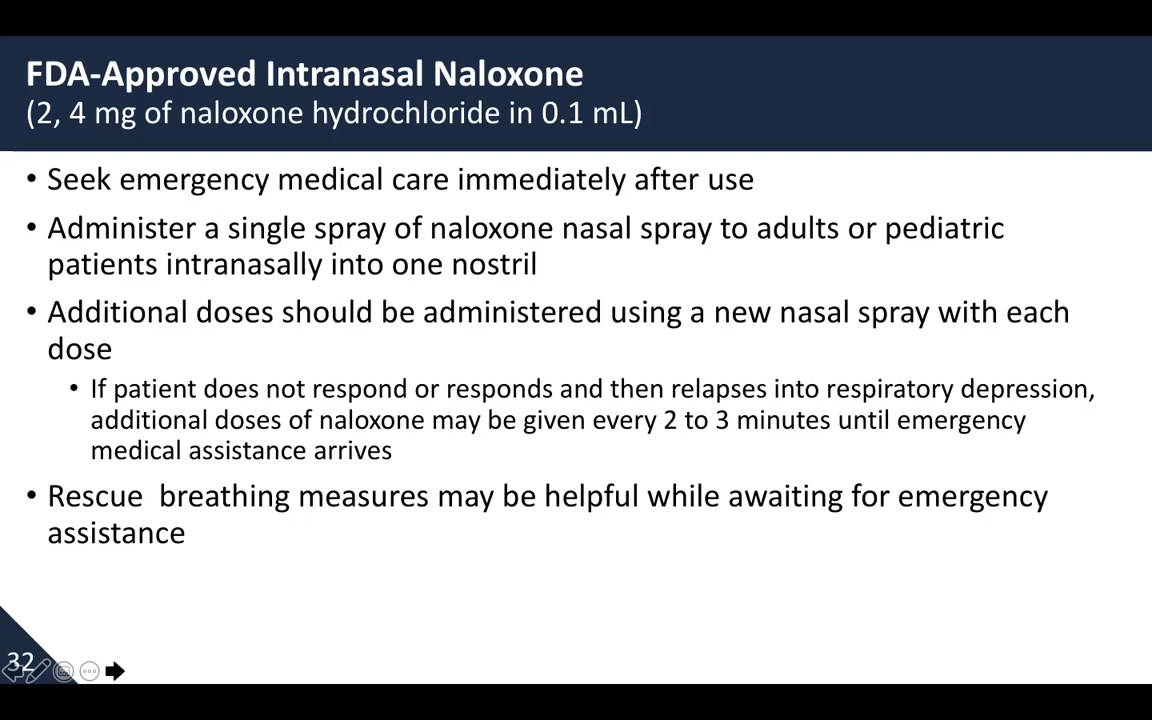 FDA-Approved Intranasal Naloxone
(2, 4 mg of naloxone hydrochloride in 0.1 mL)
• Seek emergency medical care immediately after use
• Administer a single spray of naloxone nasal spray to adults or pediatric
patients intranasally into one nostril
• Additional doses should be administered using a new nasal spray with each
dose
• If patient does not respond or responds and then relapses into respiratory depression,
additional doses of naloxone may be given every 2 to 3 minutes until emergency
medical assistance arrives
• Rescue  breathing measures may be helpful while awaiting for emergency
assistance
32